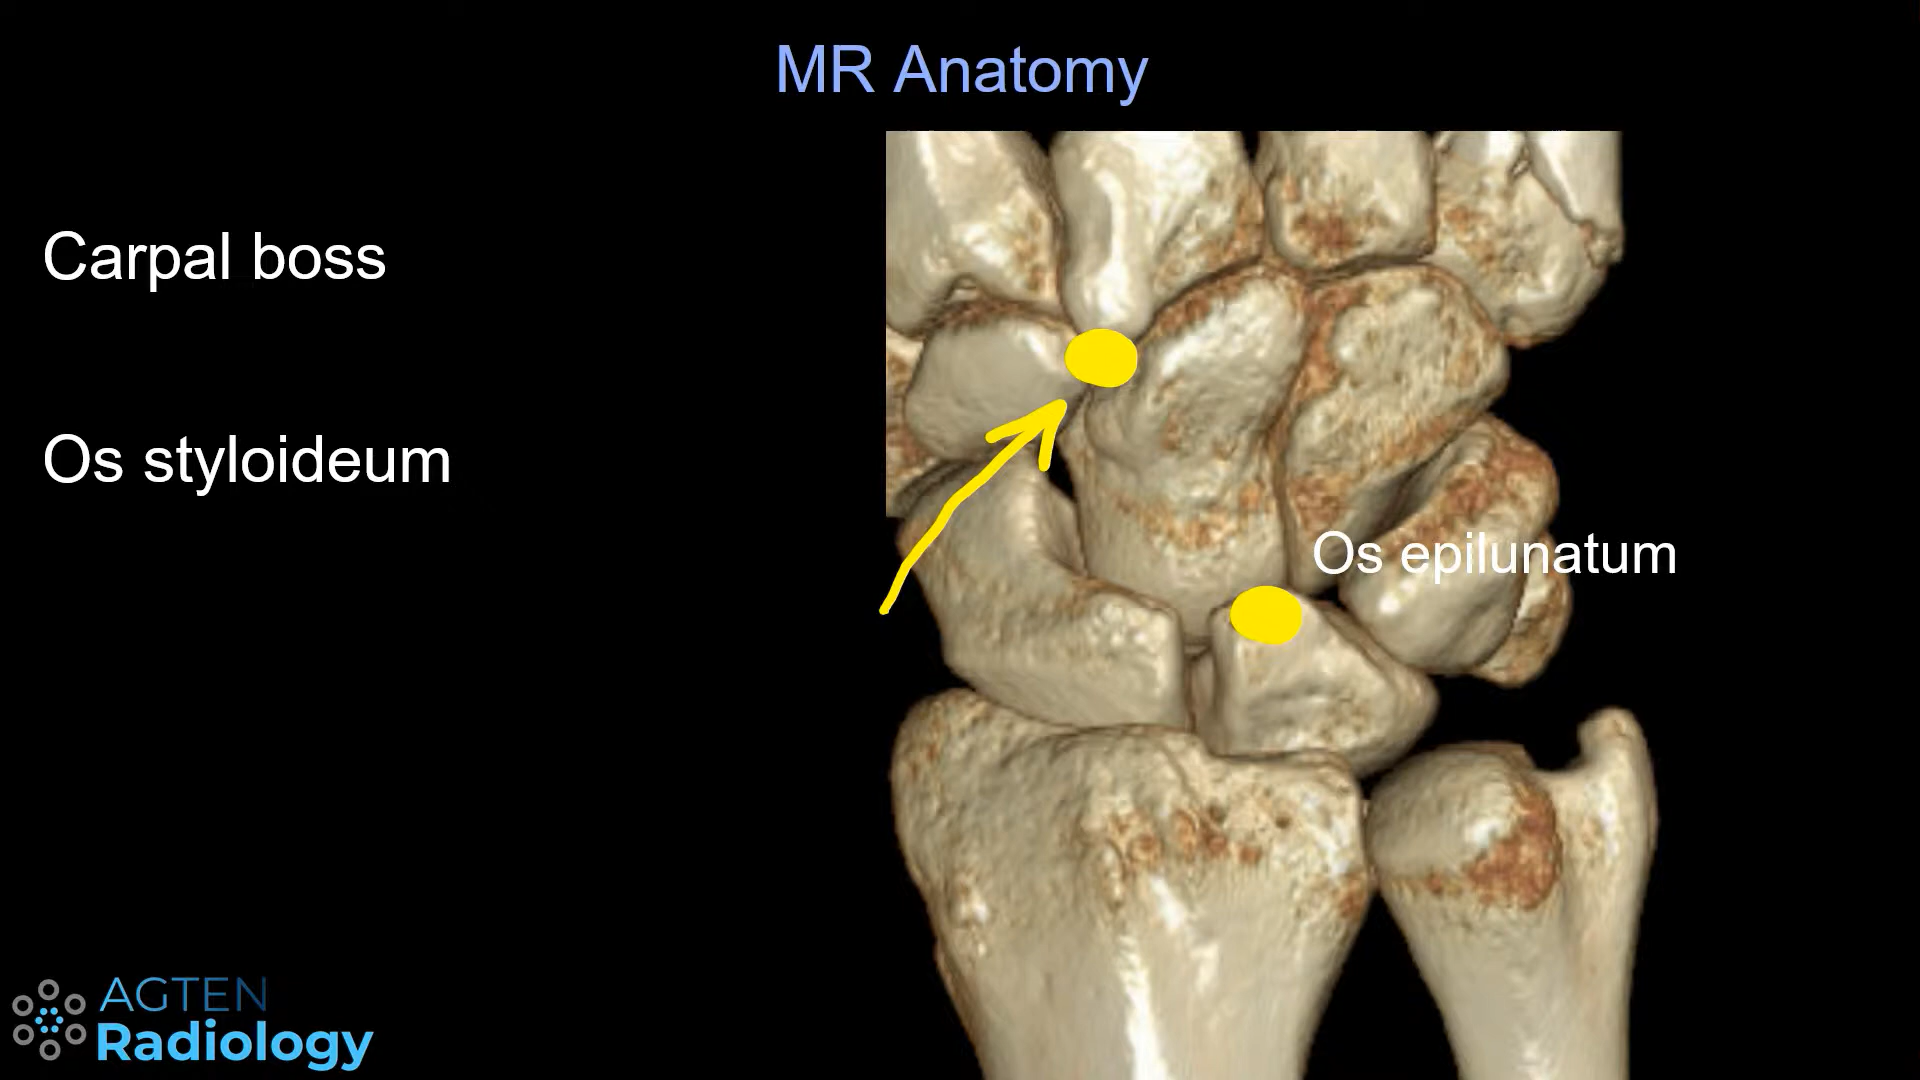 MR Anatomy
Carpal boss
Os styloideum
Os epilunatum
AGTEN
Radiology